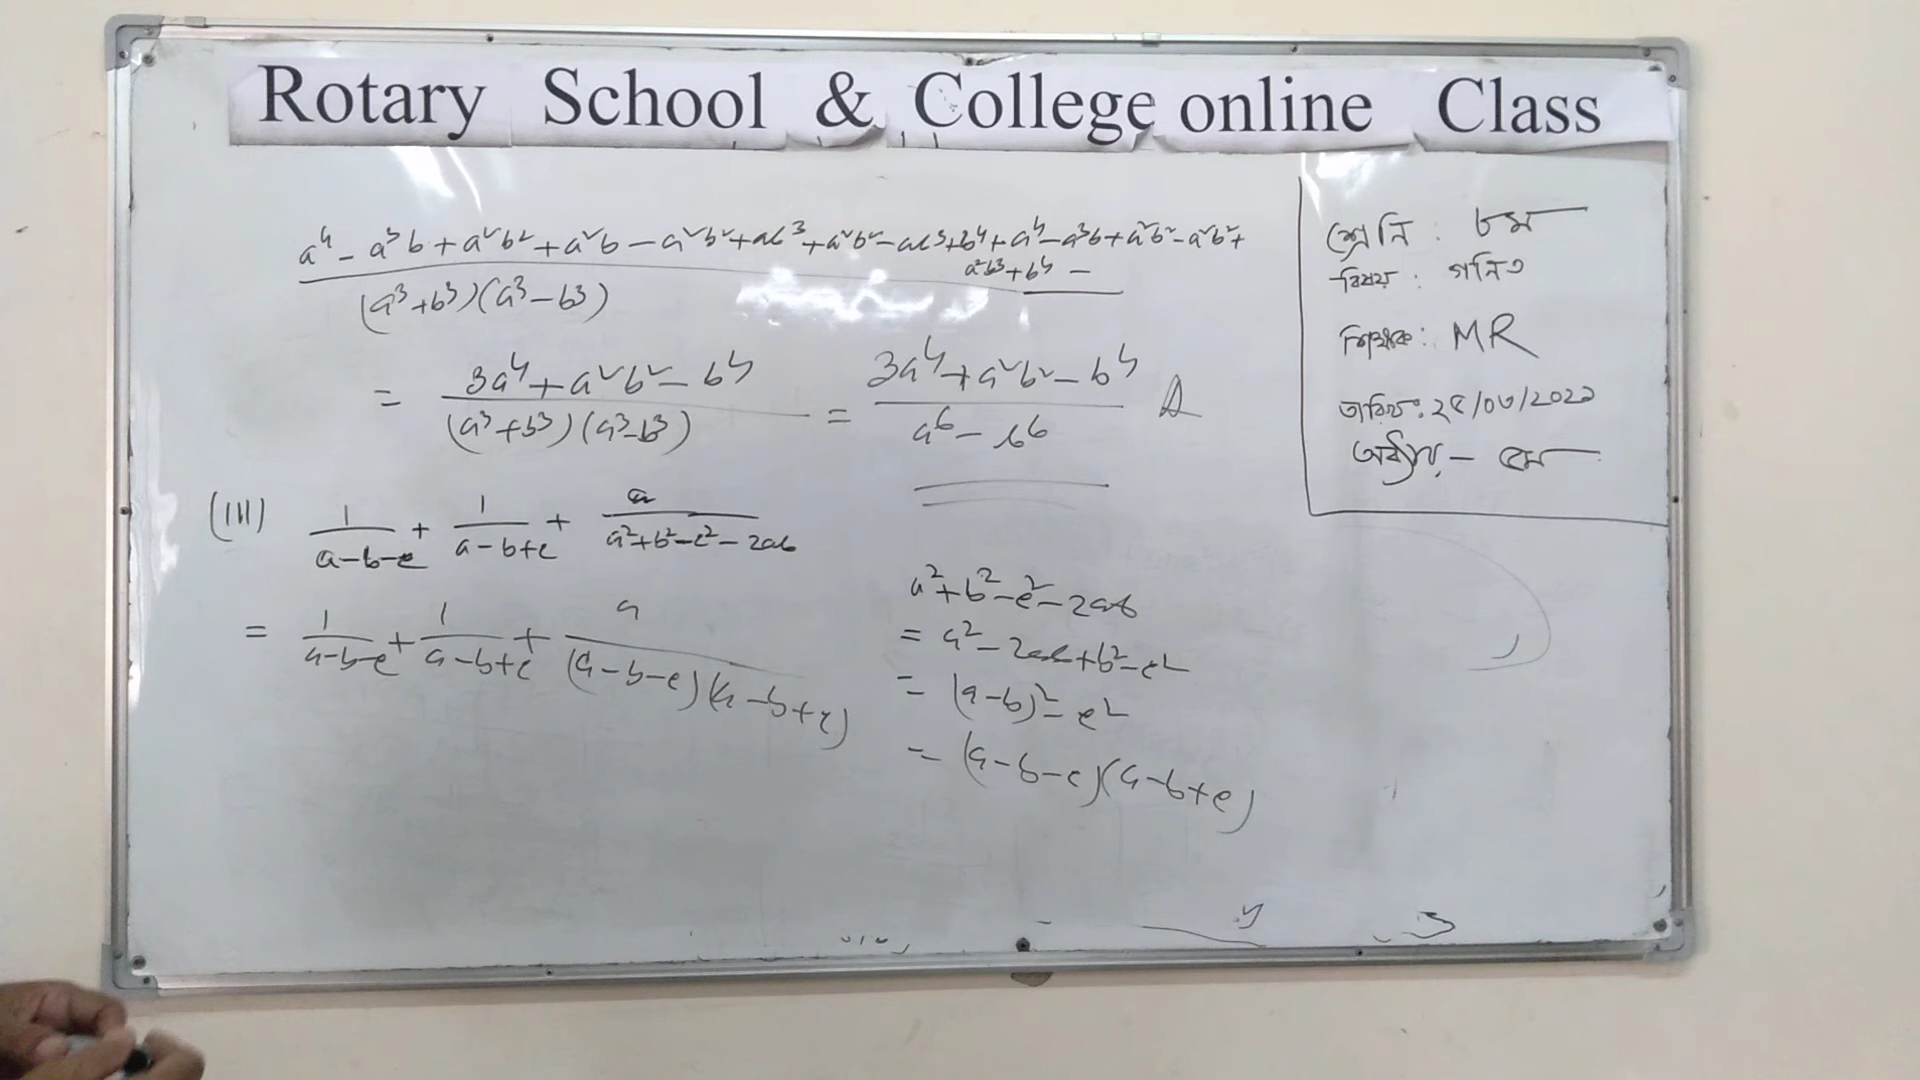 Rotary School & College online Class
a⁴ - a³b + a²b² + a²b - a²b² + ab³ + a²b² - ab³ + b⁴ + a⁴ - a³b + a²b² - a²b² +
a²b³ + b⁴ -
(a³+b³)(a³-b³)
= 3a⁴ + a²b² - b⁴ / (a³+b³)(a³-b³) = 3a⁴ + a²b² - b⁴ / a⁶ - b⁶
(III) 1/(a-b-c) + 1/(a-b+c) + a/(a²+b²-c²-2ab)
= 1/(a-b-c) + 1/(a-b+c) + a/((a-b-c)(a-b+c))
a²+b²-c²-2ab
= a²-2ab+b²-c²
= (a-b)²-c²
= (a-b-c)(a-b+c)
শ্রেনি : ৮ম
বিষয় : গনিত
শিক্ষক : MR
তারিখ:
অধ্যায় - ৫ম